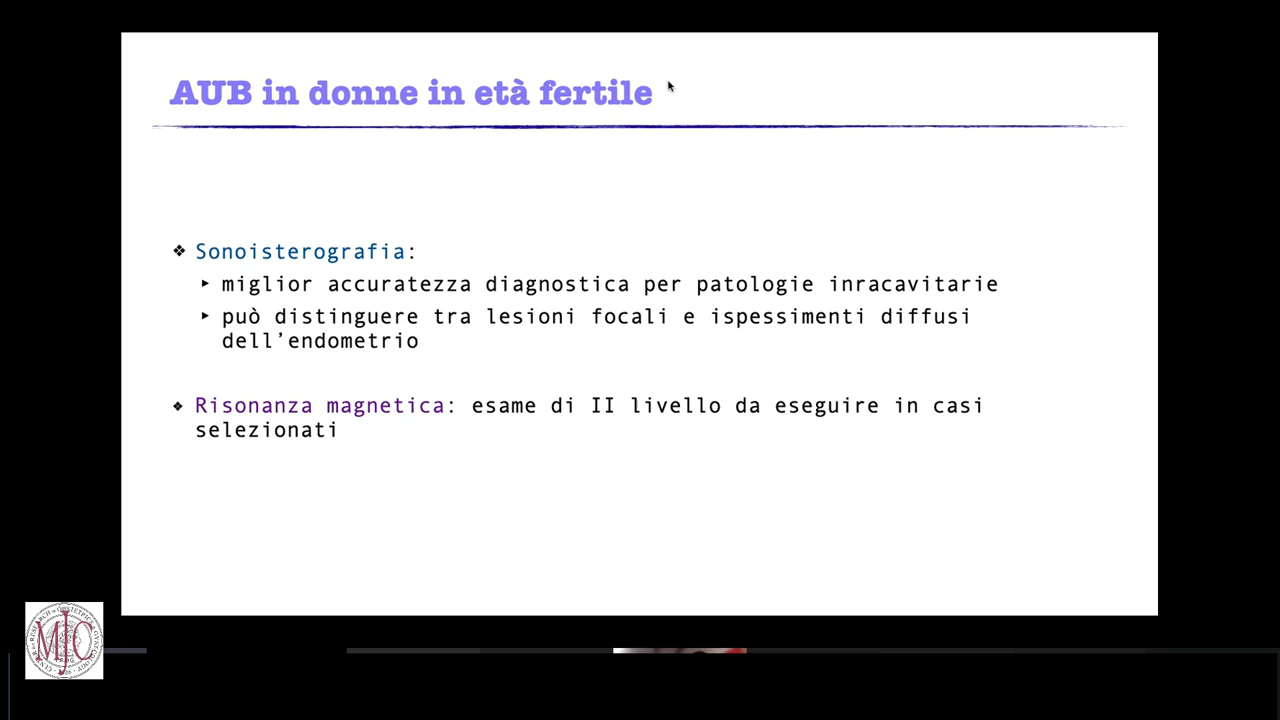 AUB in donne in età fertile
❖ Sonoisterografia:
‣ miglior accuratezza diagnostica per patologie inracavitarie
‣ può distinguere tra lesioni focali e ispessimenti diffusi
dell’endometrio
❖ Risonanza magnetica: esame di II livello da eseguire in casi
selezionati
MJC